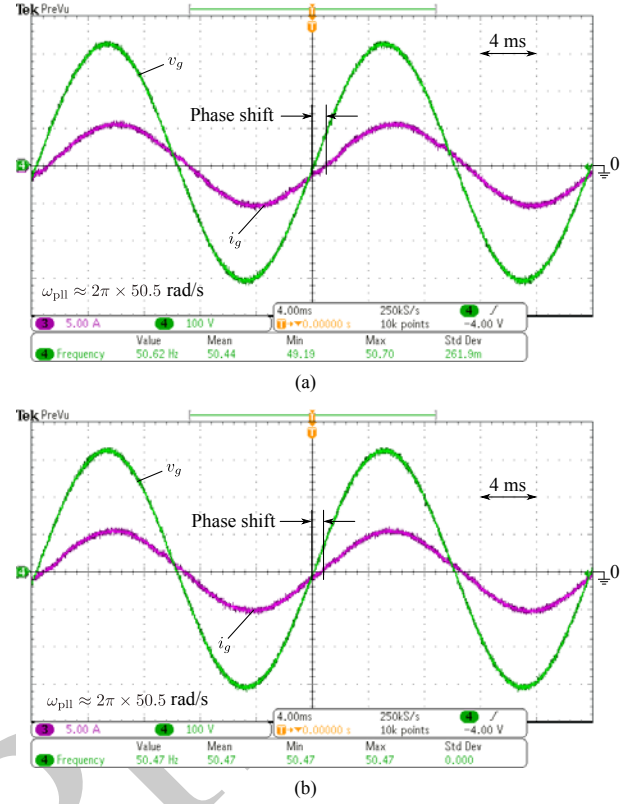 Tek PreVu
T
4 ms
v_g
Phase shift
4
0
i_g
ω_pll ≈ 2π × 50.5 rad/s
3 5.00 A 4 100 V
4.00ms 250kS/s 4
T→▼0.00000 s 10k points -4.00 V
Value Mean Min Max Std Dev
4 Frequency 50.62 Hz 50.44 49.19 50.70 261.9m
(a)
Tek PreVu
T
4 ms
v_g
Phase shift
4
0
i_g
ω_pll ≈ 2π × 50.5 rad/s
3 5.00 A 4 100 V
4.00ms 250kS/s 4
T→▼0.00000 s 10k points -4.00 V
Value Mean Min Max Std Dev
4 Frequency 50.47 Hz 50.47 50.47 50.47 0.000
(b)